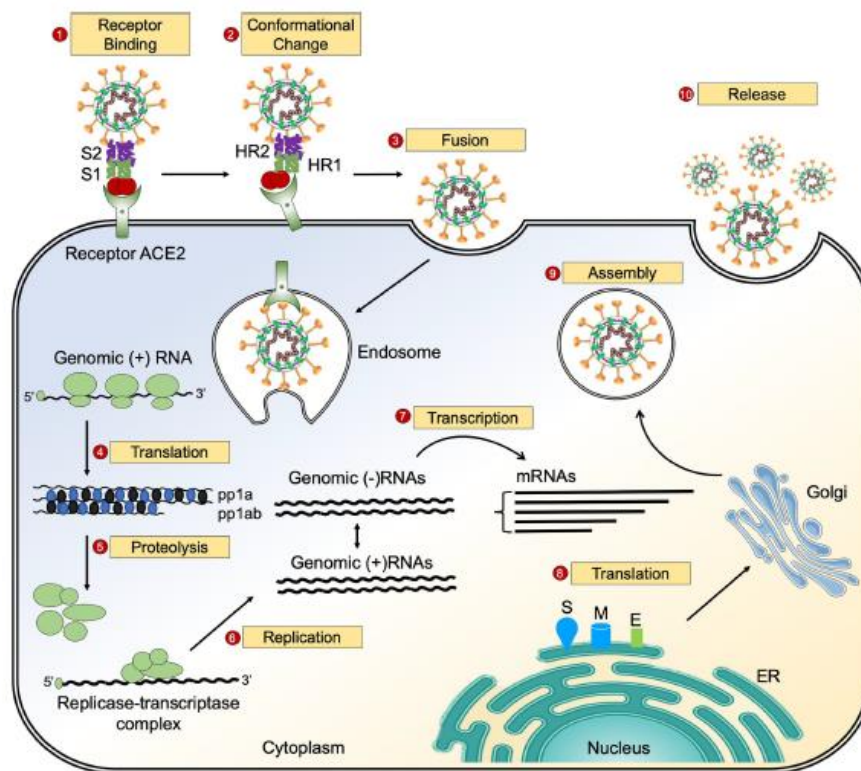 1 Receptor
Binding
2 Conformational
Change
10 Release
3 Fusion
S2
S1
HR2
HR1
Receptor ACE2
9 Assembly
Endosome
Genomic (+) RNA
5' 3'
7 Transcription
4 Translation
Genomic (-)RNAs
mRNAs
pp1a
pp1ab
Golgi
5 Proteolysis
Genomic (+)RNAs
8 Translation
S M E
6 Replication
ER
5' 3'
Replicase-transcriptase
complex
Cytoplasm
Nucleus